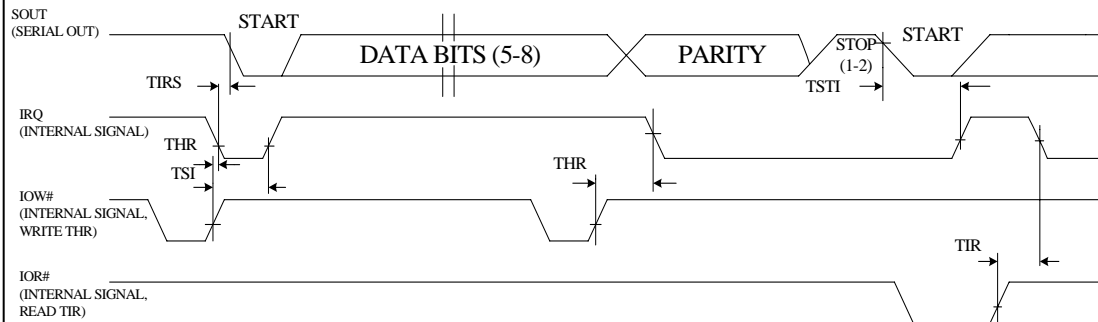 SOUT
(SERIAL OUT)
START
DATA BITS (5-8)
PARITY
STOP
(1-2)
START
TIRS
TSTI
IRQ
(INTERNAL SIGNAL)
THR
TSI
THR
IOW#
(INTERNAL SIGNAL,
WRITE THR)
TIR
IOR#
(INTERNAL SIGNAL,
READ TIR)